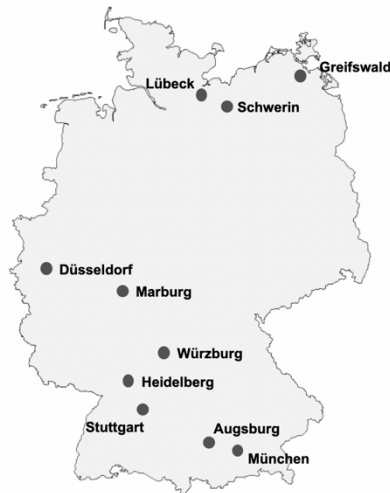 Greifswald
Lübeck
Schwerin
Düsseldorf
Marburg
Würzburg
Heidelberg
Stuttgart
Augsburg
München